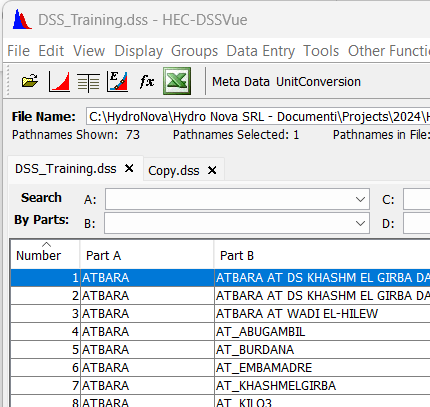 DSS_Training.dss - HEC-DSSVue
File Edit View Display Groups Data Entry Tools Other Functi
fx Meta Data UnitConversion
File Name: C:\HydroNova\Hydro Nova SRL - Documenti\Projects\2024\H
Pathnames Shown: 73 Pathnames Selected: 1 Pathnames in File:
DSS_Training.dss × Copy.dss ×
Search A: C:
By Parts: B: D:
Number Part A Part B
1 ATBARA ATBARA AT DS KHASHM EL GIRBA DA
2 ATBARA ATBARA AT DS KHASHM EL GIRBA DA
3 ATBARA ATBARA AT WADI EL-HILEW
4 ATBARA AT_ABUGAMBIL
5 ATBARA AT_BURDANA
6 ATBARA AT_EMBAMADRE
7 ATBARA AT_KHASHMELGIRBA
8 ATBARA AT_KILO3